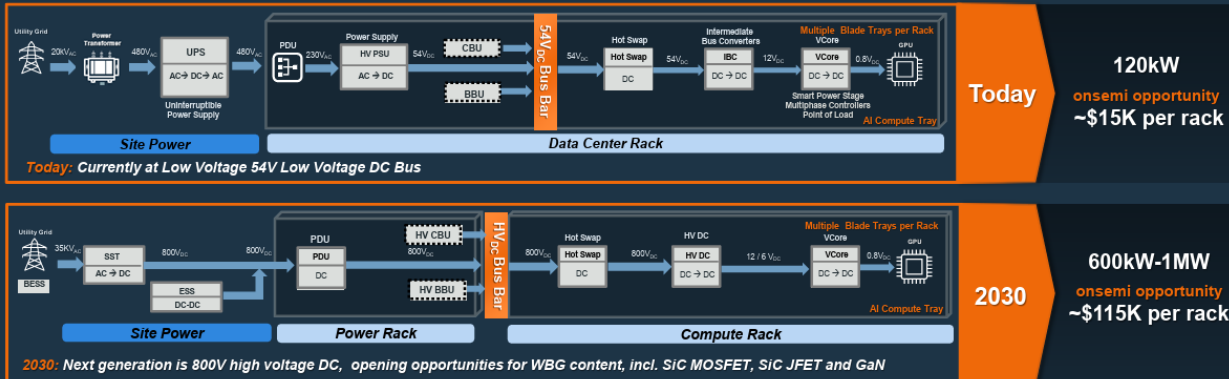 Utility Grid
20kVAC
Power
Transformer
480VAC
UPS
AC→ DC→ AC
Uninterruptible
Power Supply
480VAC
PDU
230VAC
Power Supply
HV PSU
AC → DC
54VDC
CBU
BBU
54VDC Bus Bar
54VDC
Hot Swap
Hot Swap
DC
54VDC
Intermediate
Bus Converters
IBC
DC → DC
12VDC
Multiple Blade Trays per Rack
VCore
VCore
DC → DC
Smart Power Stage
Multiphase Controllers
Point of Load
0.8VDC
GPU
AI Compute Tray
Site Power
Data Center Rack
Today: Currently at Low Voltage 54V Low Voltage DC Bus
Today
120kW
onsemi opportunity
~$15K per rack
Utility Grid
BESS
35KVAC
SST
AC → DC
800VDC
ESS
DC-DC
800VDC
PDU
PDU
DC
HV CBU
800VDC
HV BBU
HVDC Bus Bar
800VDC
Hot Swap
Hot Swap
DC
800VDC
HV DC
HV DC
DC → DC
12 / 6 VDC
Multiple Blade Trays per Rack
VCore
VCore
DC → DC
0.8VDC
GPU
AI Compute Tray
Site Power
Power Rack
Compute Rack
2030: Next generation is 800V high voltage DC, opening opportunities for WBG content, incl. SiC MOSFET, SiC JFET and GaN
2030
600kW-1MW
onsemi opportunity
~$115K per rack